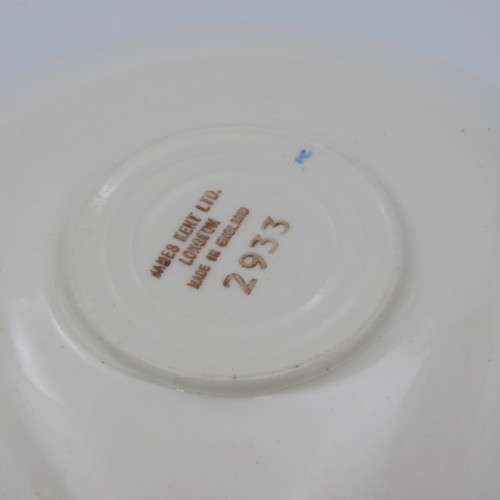 JAMES KENT LTD.
LONGTON
MADE IN ENGLAND
2933